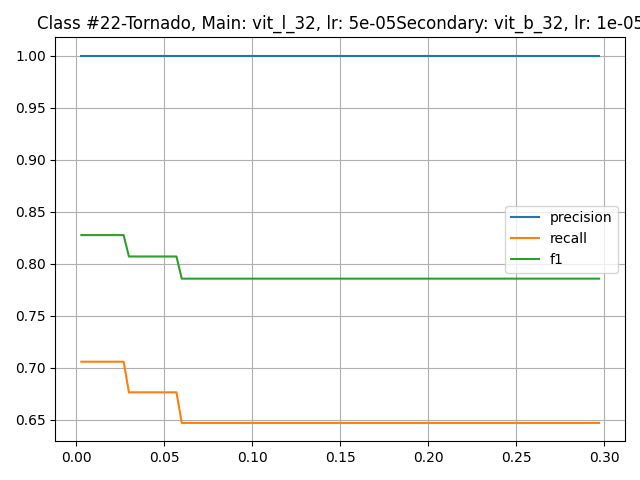 Class #22-Tornado, Main: vit_l_32, lr: 5e-05Secondary: vit_b_32, lr: 1e-05
1.00
0.95
0.90
0.85
0.80
0.75
0.70
0.65
precision
recall
f1
0.00 0.05 0.10 0.15 0.20 0.25 0.30